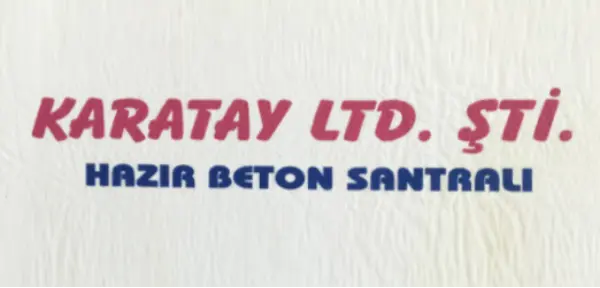 KARATAY LTD. ŞTİ.
HAZIR BETON SANTRALI